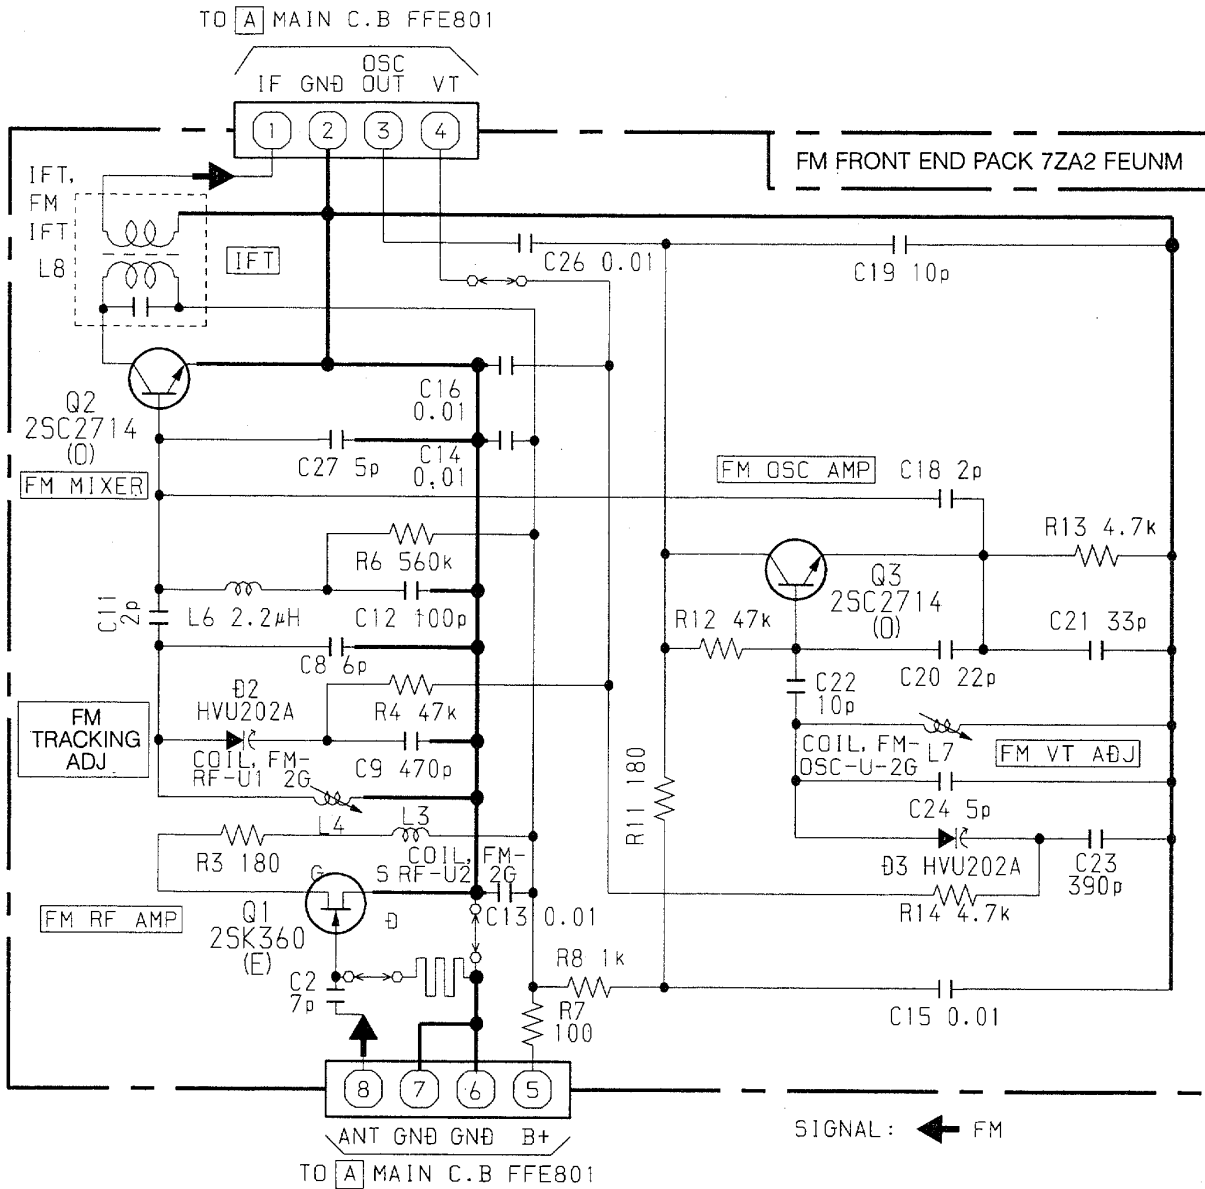 TO A MAIN C.B FFE801
OSC
IF GND OUT VT
1 2 3 4
FM FRONT END PACK 7ZA2 FEUNM
IFT,
FM
IFT
L8
IFT
C26 0.01
C19 10p
Q2
2SC2714
(O)
FM MIXER
C16
0.01
C27 5p
C14
0.01
FM OSC AMP
C18 2p
R13 4.7k
R6 560k
Q3
2SC2714
(O)
C11
2p
L6 2.2μH
C12 100p
R12 47k
C21 33p
C8 6p
C20 22p
C22
10p
D2
HVU202A
R4 47k
FM
TRACKING
ADJ
COIL, FM-
RF-U1 2G
C9 470p
COIL, FM-
OSC-U-2G
L7
FM VT ADJ
R11 180
L4
L3
C24 5p
R3 180
COIL, FM-
RF-U2 2G
D3 HVU202A
C23
390p
G
S
D
R14 4.7k
FM RF AMP
Q1
2SK360
(E)
C13 0.01
R8 1k
C2
7p
R7
100
C15 0.01
8 7 6 5
ANT GND GND B+
SIGNAL: FM
TO A MAIN C.B FFE801